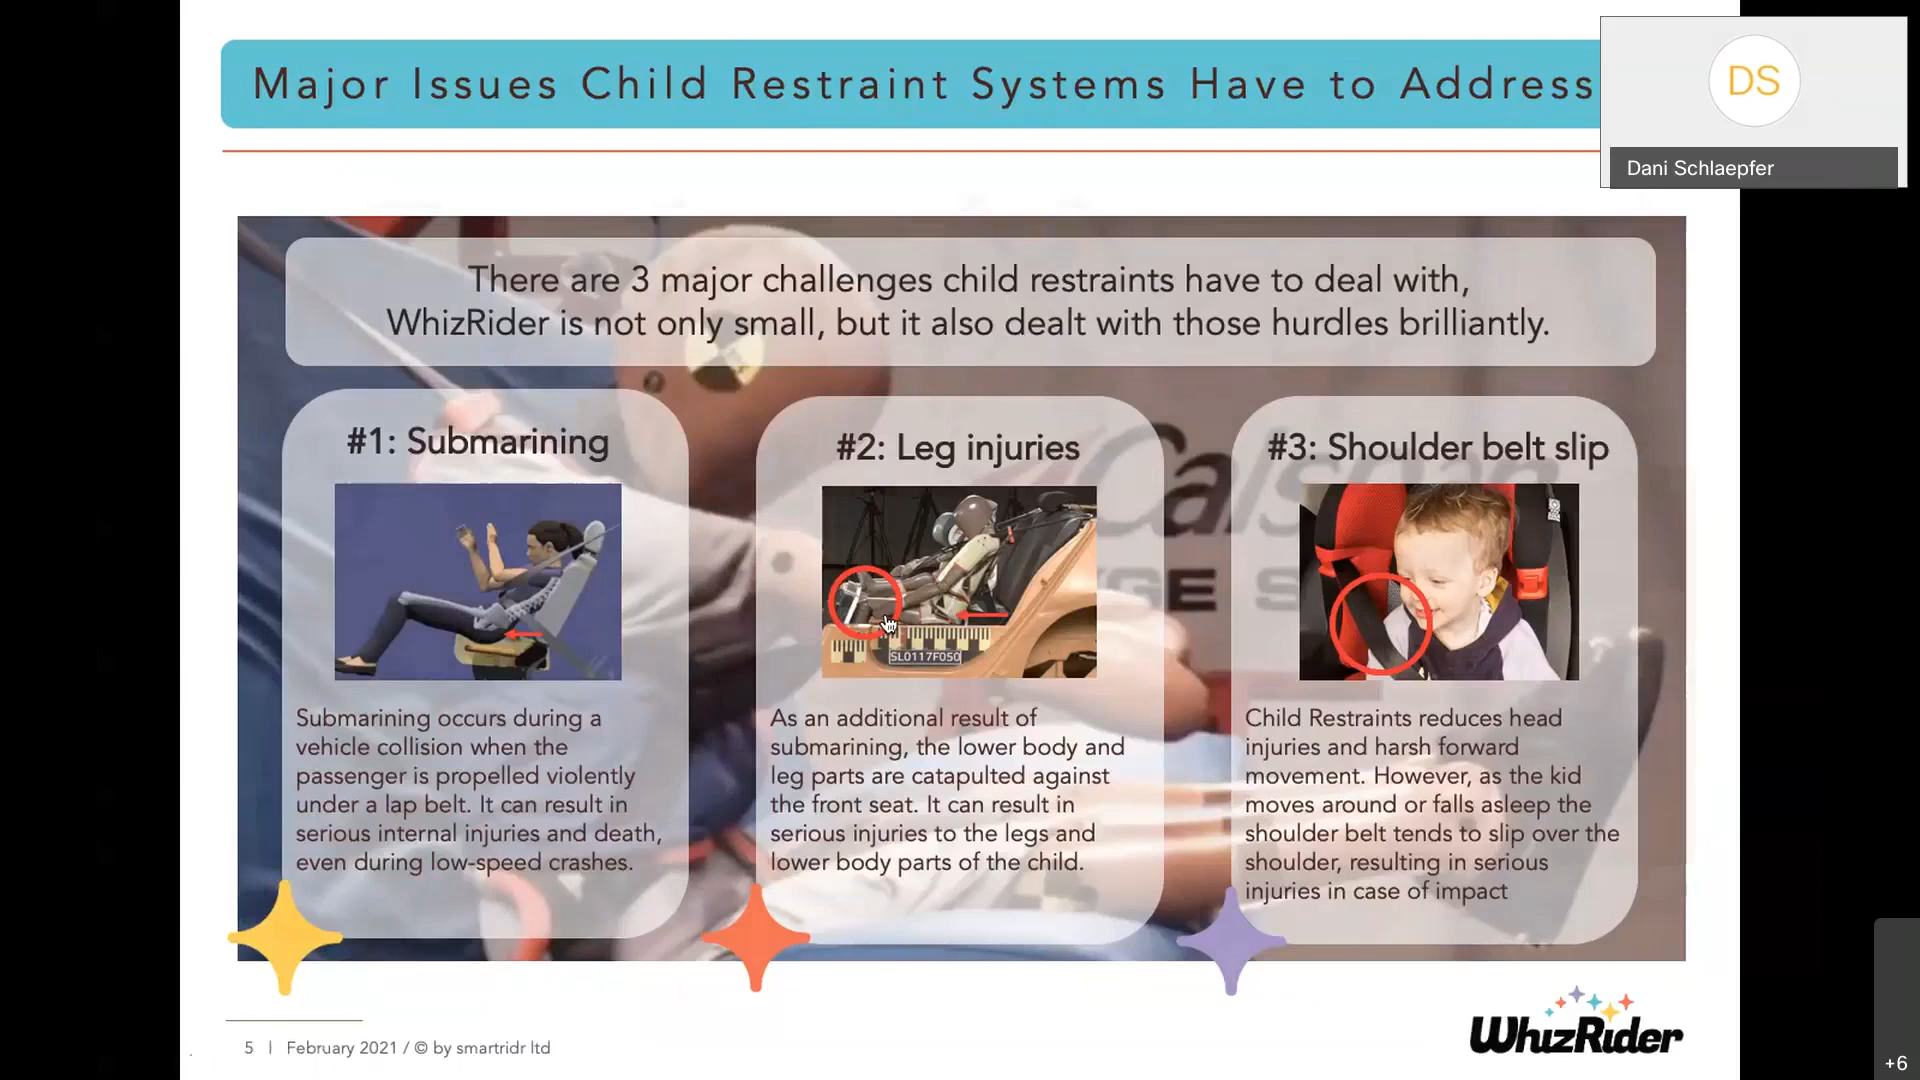 Major Issues Child Restraint Systems Have to Address
DS
Dani Schlaepfer
There are 3 major challenges child restraints have to deal with,
WhizRider is not only small, but it also dealt with those hurdles brilliantly.
#1: Submarining
Submarining occurs during a
vehicle collision when the
passenger is propelled violently
under a lap belt. It can result in
serious internal injuries and death,
even during low-speed crashes.
#2: Leg injuries
SL0117F050
As an additional result of
submarining, the lower body and
leg parts are catapulted against
the front seat. It can result in
serious injuries to the legs and
lower body parts of the child.
#3: Shoulder belt slip
Child Restraints reduces head
injuries and harsh forward
movement. However, as the kid
moves around or falls asleep the
shoulder belt tends to slip over the
shoulder, resulting in serious
injuries in case of impact
5 | February 2021 / © by smartridr ltd
WhizRider
+6